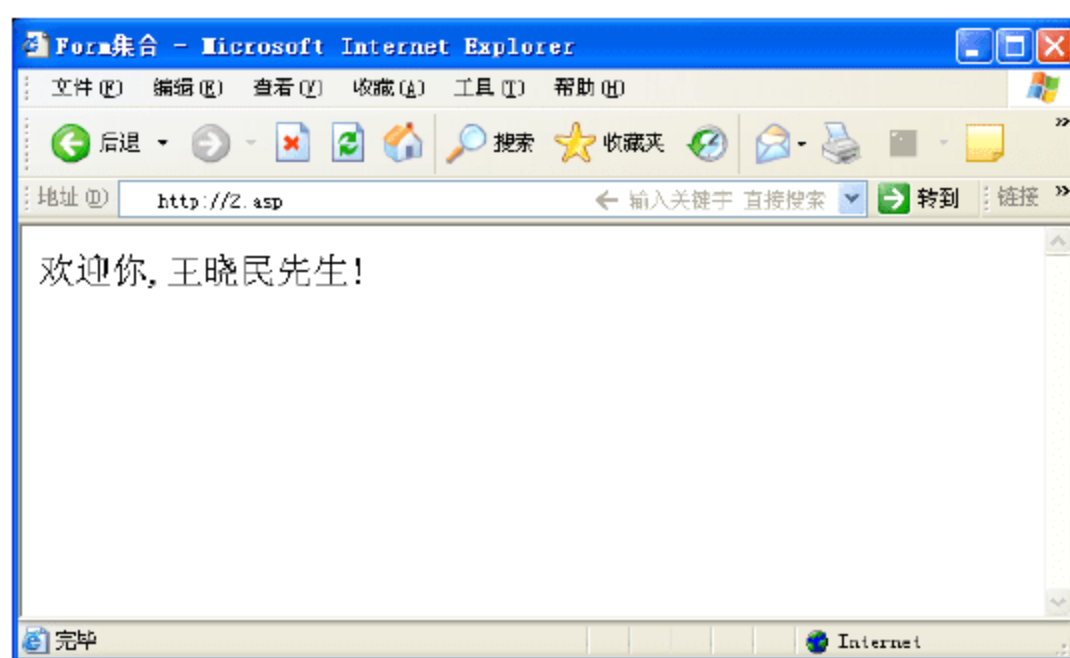 Form集合 - Microsoft Internet Explorer
文件(F) 编辑(E) 查看(V) 收藏(A) 工具(T) 帮助(H)
后退 搜索 收藏夹 »
地址(D) http://2.asp 输入关键字 直接搜索 转到 链接 »
欢迎你,王晓民先生!
完毕 Internet